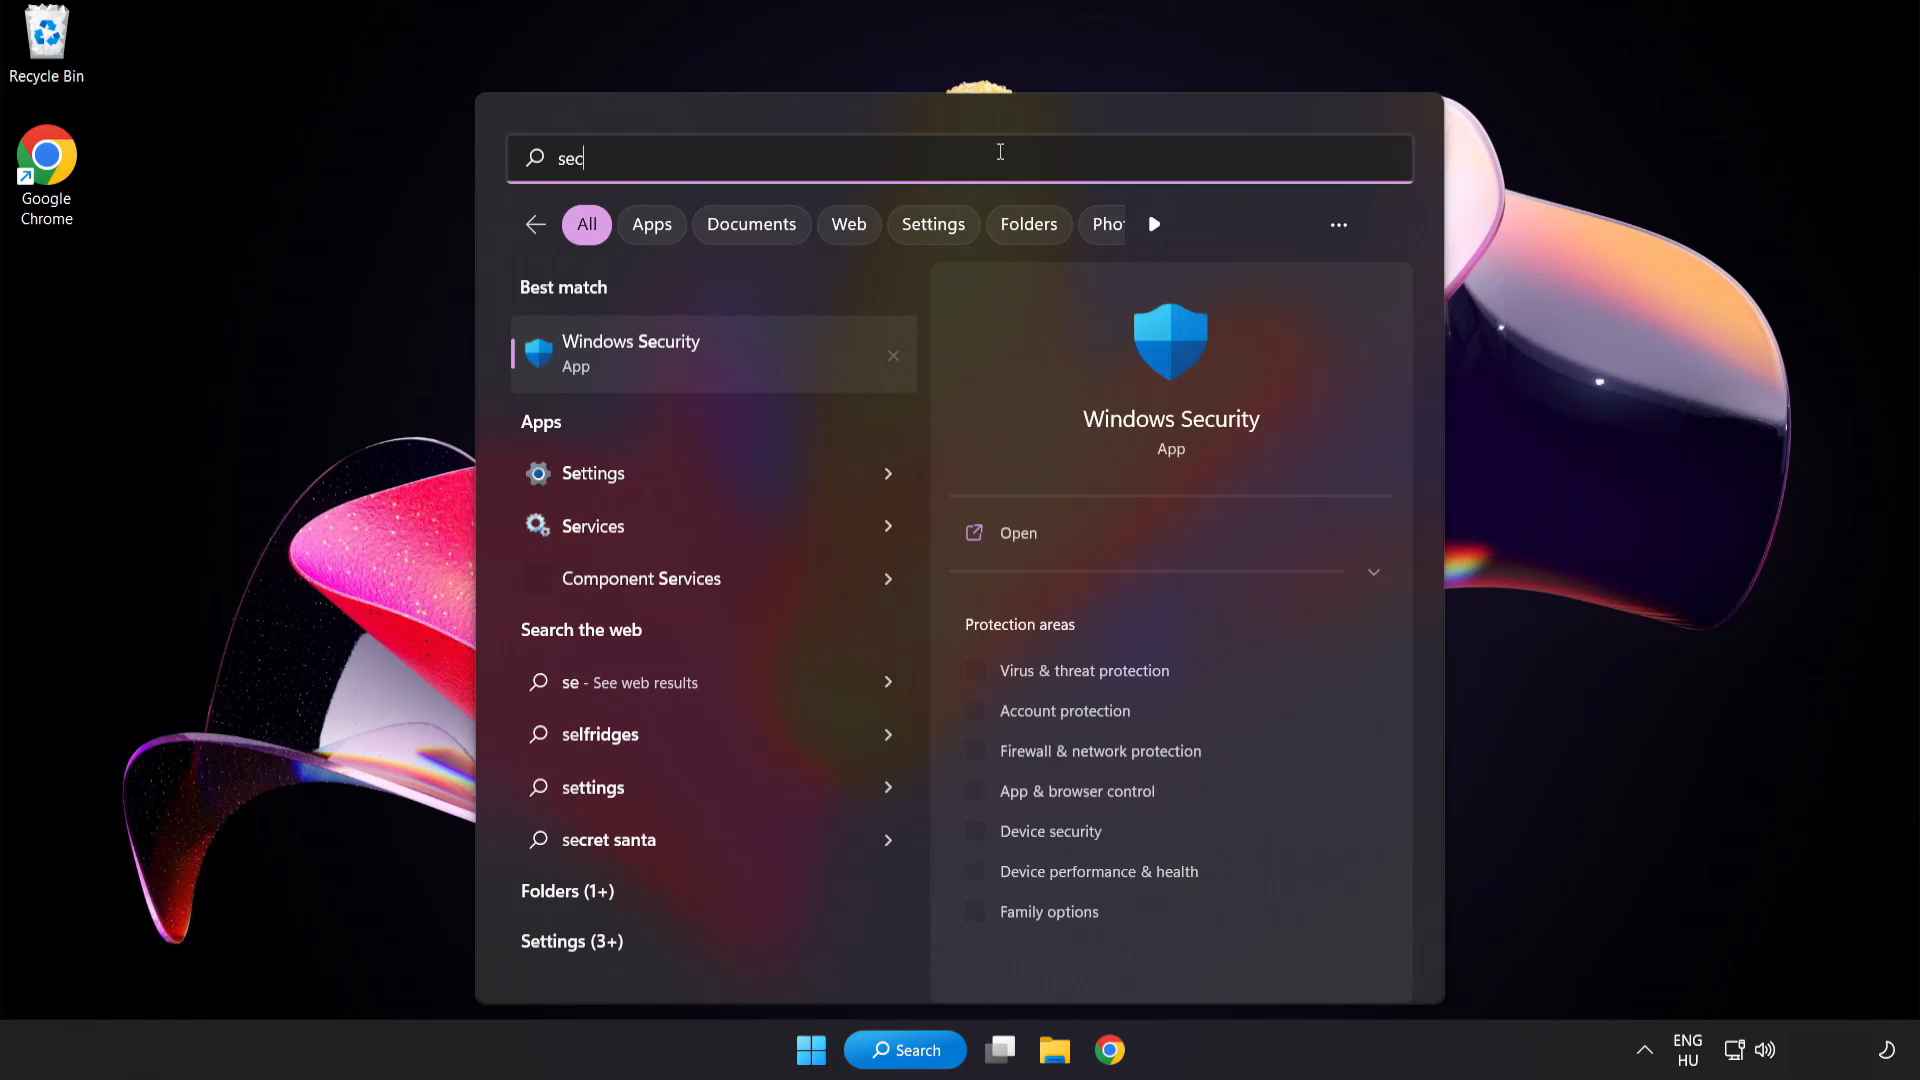 Recycle Bin
Google
Chrome
sec
All
Apps
Documents
Web
Settings
Folders
Pho
Best match
Windows Security
App
Apps
Settings
Services
Component Services
Search the web
se - See web results
selfridges
settings
secret santa
Folders (1+)
Settings (3+)
Windows Security
App
Open
Protection areas
Virus & threat protection
Account protection
Firewall & network protection
App & browser control
Device security
Device performance & health
Family options
Search
ENG
HU